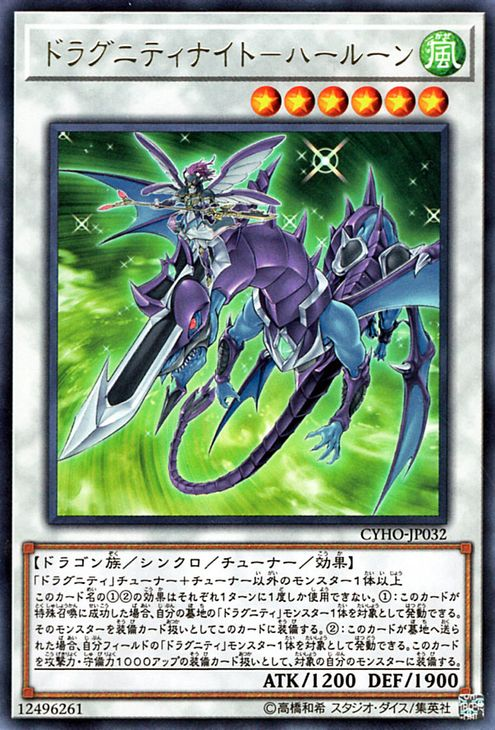 ドラグニティナイト－ハールーン
風
CYHO-JP032
【ドラゴン族／シンクロ／チューナー／効果】
「ドラグニティ」チューナー＋チューナー以外のモンスター1体以上
このカード名の①②の効果はそれぞれ1ターンに1度しか使用できない。①：このカードが
特殊召喚に成功した場合、自分の墓地の「ドラグニティ」モンスター1体を対象として発動できる。
そのモンスターを装備カード扱いとしてこのカードに装備する。②：このカードが墓地へ送ら
れた場合、自分フィールドの「ドラグニティ」モンスター1体を対象として発動できる。このカード
を攻撃力・守備力1000アップの装備カード扱いとして、対象の自分のモンスターに装備する。
ATK/1200 DEF/1900
12496261
©高橋和希 スタジオ・ダイス/集英社